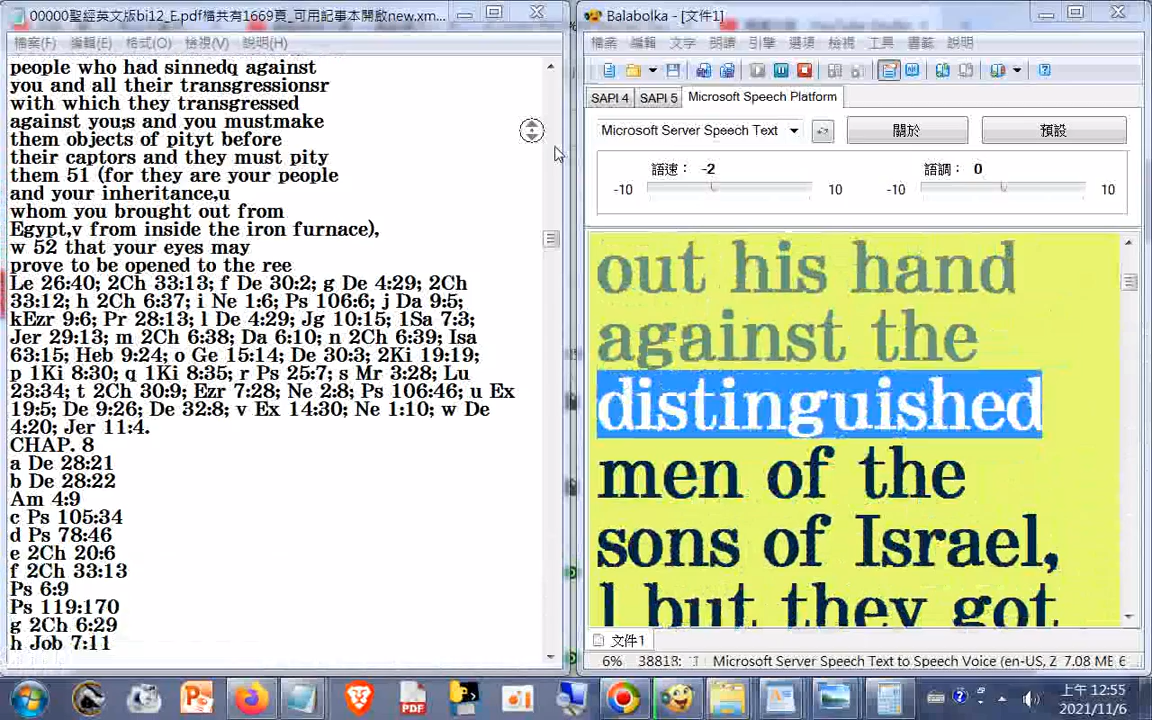 00000聖經英文版bi12_E.pdf檔共有1669頁_可用記事本開啟new.xm...
檔案(F) 編輯(E) 格式(O) 檢視(V) 說明(H)
people who had sinnedq against
you and all their transgressionsr
with which they transgressed
against you;s and you mustmake
them objects of pityt before
their captors and they must pity
them 51 (for they are your people
and your inheritance,u
whom you brought out from
Egypt,v from inside the iron furnace),
w 52 that your eyes may
prove to be opened to the ree
Le 26:40; 2Ch 33:13; f De 30:2; g De 4:29; 2Ch
33:12; h 2Ch 6:37; i Ne 1:6; Ps 106:6; j Da 9:5;
kEzr 9:6; Pr 28:13; l De 4:29; Jg 10:15; 1Sa 7:3;
Jer 29:13; m 2Ch 6:38; Da 6:10; n 2Ch 6:39; Isa
63:15; Heb 9:24; o Ge 15:14; De 30:3; 2Ki 19:19;
p 1Ki 8:30; q 1Ki 8:35; r Ps 25:7; s Mr 3:28; Lu
23:34; t 2Ch 30:9; Ezr 7:28; Ne 2:8; Ps 106:46; u Ex
19:5; De 9:26; De 32:8; v Ex 14:30; Ne 1:10; w De
4:20; Jer 11:4.
CHAP. 8
a De 28:21
b De 28:22
Am 4:9
c Ps 105:34
d Ps 78:46
e 2Ch 20:6
f 2Ch 33:13
Ps 6:9
Ps 119:170
g 2Ch 6:29
h Job 7:11
Balabolka - [文件1]
檔案 編輯 文字 朗讀 引擎 選項 檢視 工具 書籤 說明
SAPI 4 SAPI 5 Microsoft Speech Platform
Microsoft Server Speech Text 關於 預設
語速： -2 語調： 0
-10 10 -10 10
out his hand
against the
distinguished
men of the
sons of Israel,
l but they got
文件1
6% 38818: Microsoft Server Speech Text to Speech Voice (en-US, Z 7.08 MB 6
上午 12:55
2021/11/6